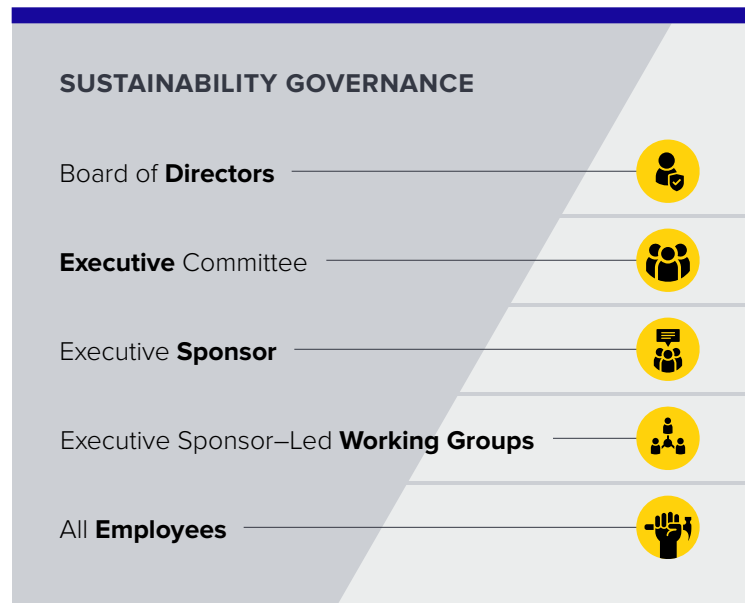 SUSTAINABILITY GOVERNANCE
Board of Directors
Executive Committee
Executive Sponsor
Executive Sponsor–Led Working Groups
All Employees